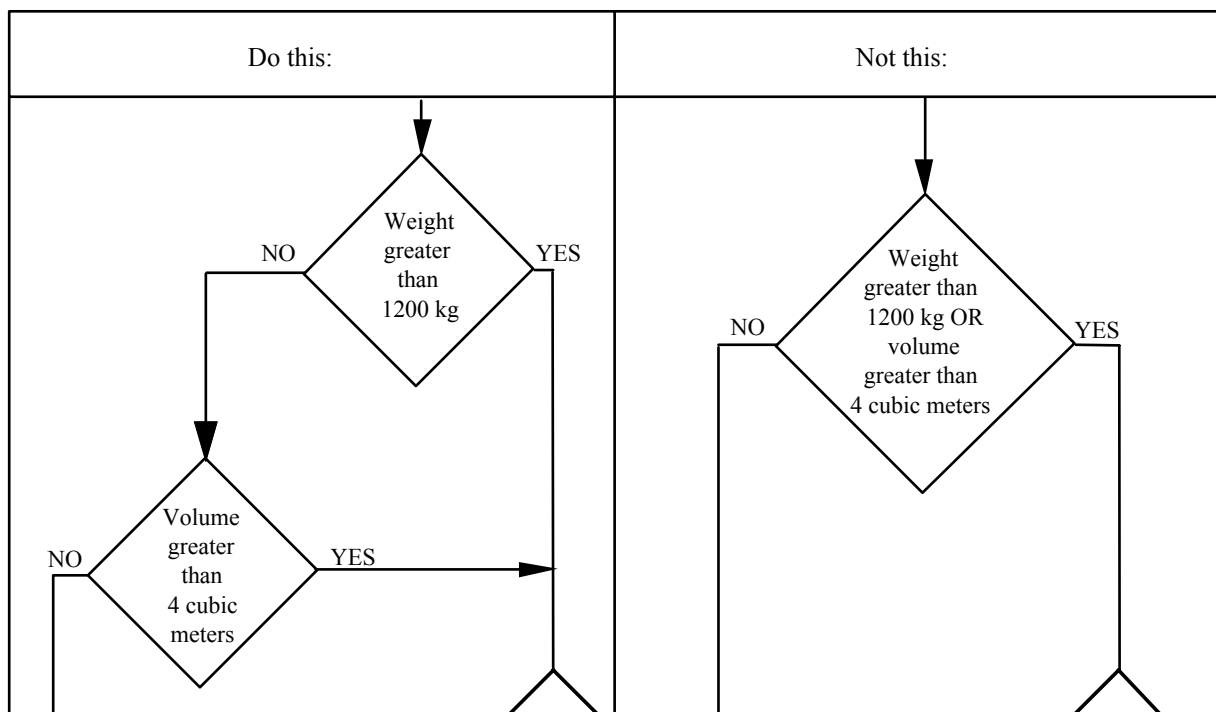 Do this:
Not this:
Weight
greater
than
1200 kg
NO
YES
Volume
greater
than
4 cubic
meters
NO
YES
Weight
greater than
1200 kg OR
volume
greater than
4 cubic meters
NO
YES